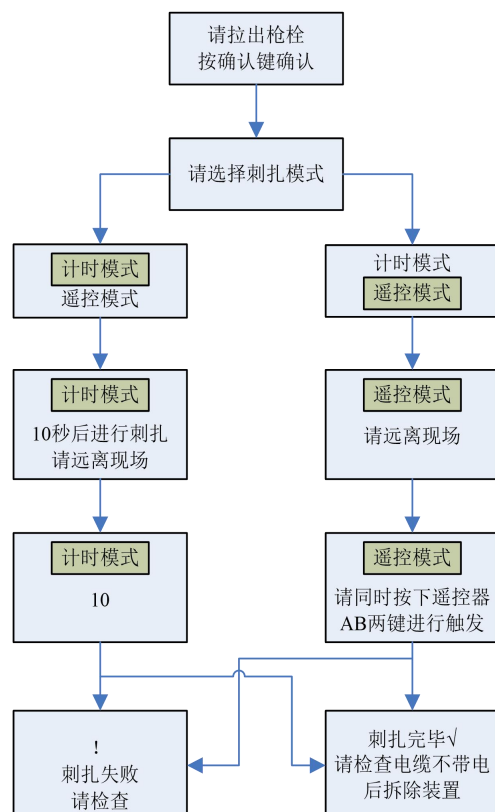 请拉出枪栓
按确认键确认
请选择刺扎模式
计时模式
遥控模式
计时模式
遥控模式
计时模式
10秒后进行刺扎
请远离现场
遥控模式
请远离现场
计时模式
10
遥控模式
请同时按下遥控器
AB两键进行触发
!
刺扎失败
请检查
刺扎完毕√
请检查电缆不带电
后拆除装置